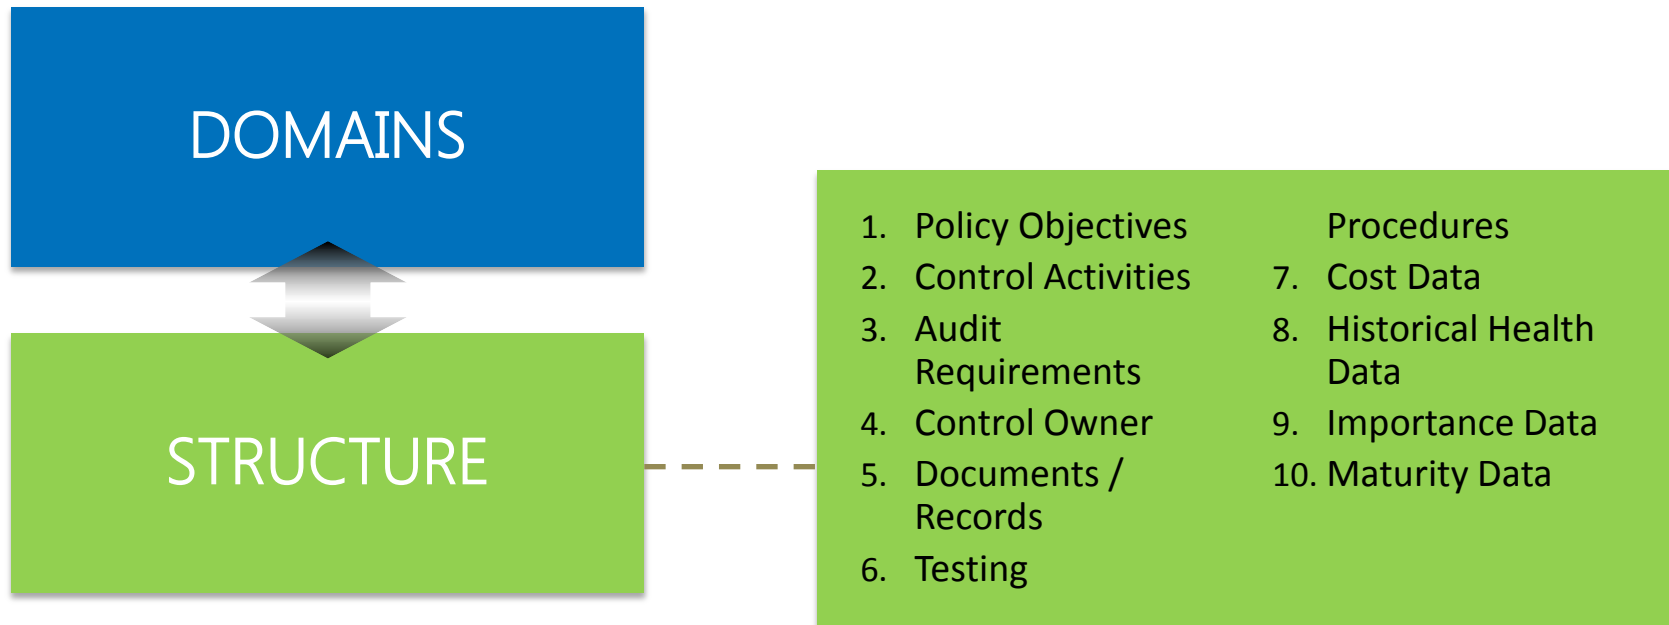 DOMAINS
STRUCTURE
1. Policy Objectives
2. Control Activities
3. Audit
Requirements
4. Control Owner
5. Documents /
Records
6. Testing
Procedures
7. Cost Data
8. Historical Health
Data
9. Importance Data
10. Maturity Data